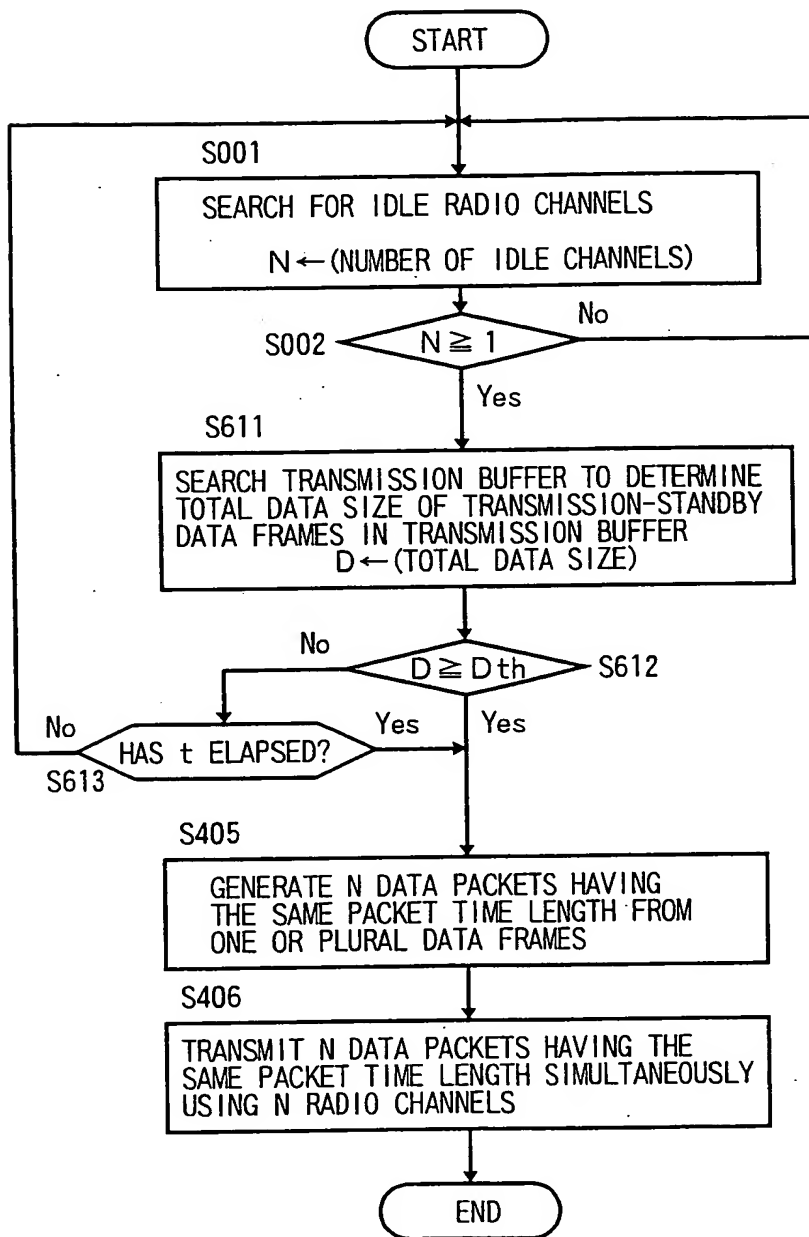 START
S001
SEARCH FOR IDLE RADIO CHANNELS
N←(NUMBER OF IDLE CHANNELS)
No
S002
N≧1
Yes
S611
SEARCH TRANSMISSION BUFFER TO DETERMINE
TOTAL DATA SIZE OF TRANSMISSION-STANDBY
DATA FRAMES IN TRANSMISSION BUFFER
D←(TOTAL DATA SIZE)
No
D≧Dth
S612
No
Yes
Yes
HAS t ELAPSED?
S613
S405
GENERATE N DATA PACKETS HAVING
THE SAME PACKET TIME LENGTH FROM
ONE OR PLURAL DATA FRAMES
S406
TRANSMIT N DATA PACKETS HAVING THE
SAME PACKET TIME LENGTH SIMULTANEOUSLY
USING N RADIO CHANNELS
END